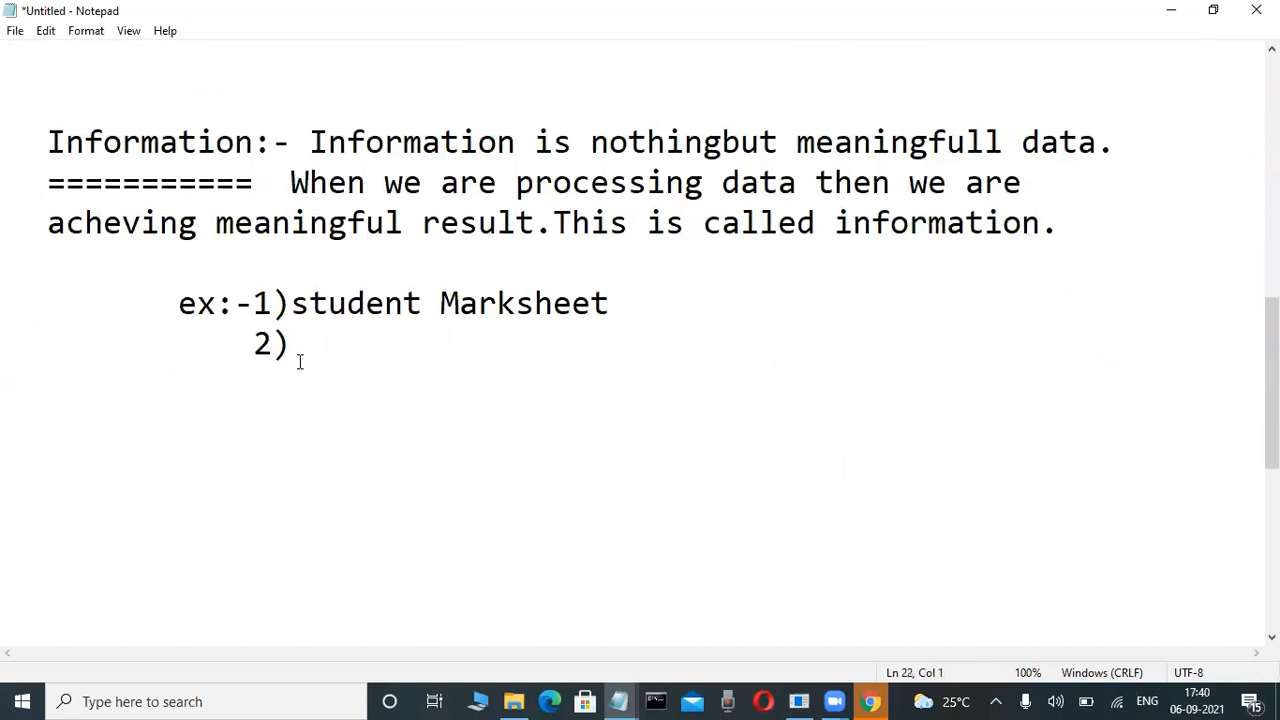 *Untitled - Notepad
File Edit Format View Help
Information:- Information is nothingbut meaningfull data.
=========== When we are processing data then we are
acheving meaningful result.This is called information.
ex:-1)student Marksheet
2)
Ln 22, Col 1 100% Windows (CRLF) UTF-8
Type here to search 25°C ENG 17:40
06-09-2021 15